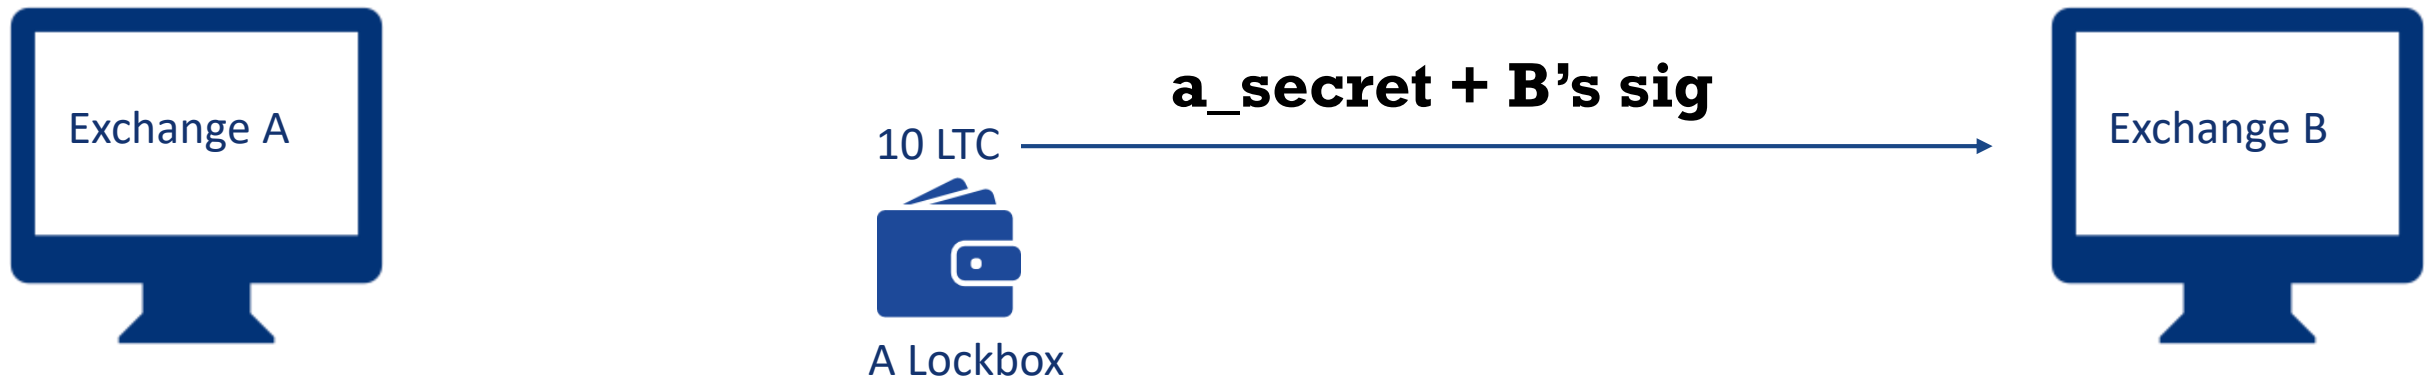 a_secret + B’s sig
Exchange A
10 LTC
Exchange B
A Lockbox